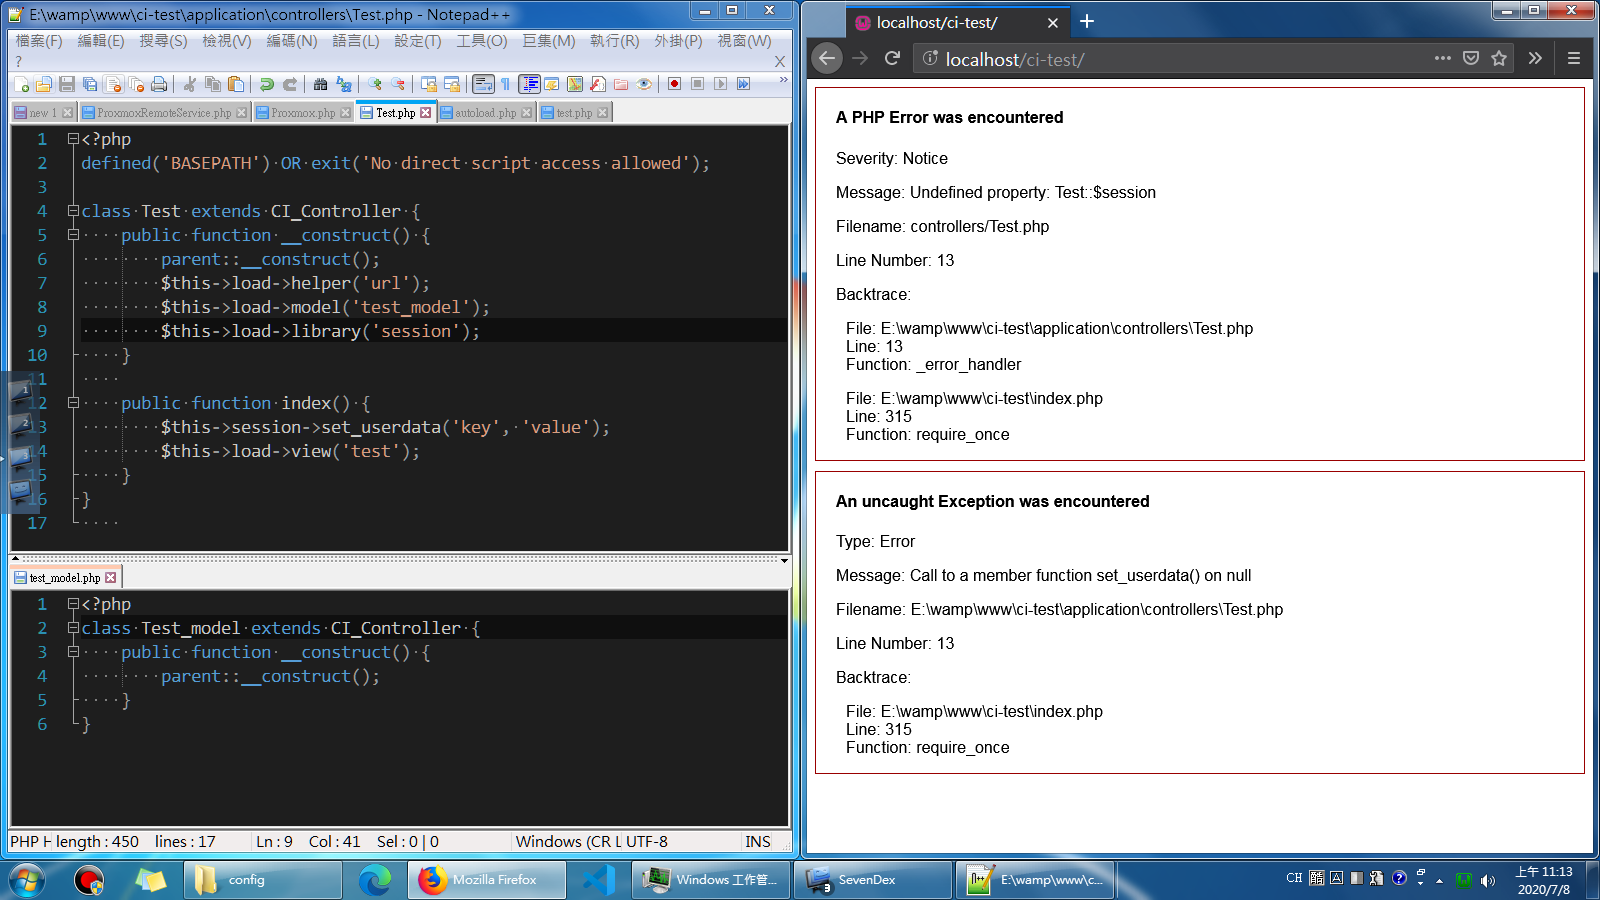 E:\wamp\www\ci-test\application\controllers\Test.php - Notepad++
檔案(F) 編輯(E) 搜尋(S) 檢視(V) 編碼(N) 語言(L) 設定(T) 工具(O) 巨集(M) 執行(R) 外掛(P) 視窗(W)
? X
new 1 ProxmoxRemoteService.php Proxmox.php Test.php autoload.php test.php
1 <?php
2 defined('BASEPATH') OR exit('No direct script access allowed');
3
4 class Test extends CI_Controller {
5 public function __construct() {
6 parent::__construct();
7 $this->load->helper('url');
8 $this->load->model('test_model');
9 $this->load->library('session');
10 }
11
12 public function index() {
13 $this->session->set_userdata('key', 'value');
14 $this->load->view('test');
15 }
16 }
17
test_model.php
1 <?php
2 class Test_model extends CI_Controller {
3 public function __construct() {
4 parent::__construct();
5 }
6 }
PHP H length : 450 lines : 17 Ln : 9 Col : 41 Sel : 0 | 0 Windows (CR L UTF-8 INS
localhost/ci-test/
localhost/ci-test/
A PHP Error was encountered
Severity: Notice
Message: Undefined property: Test::$session
Filename: controllers/Test.php
Line Number: 13
Backtrace:
File: E:\wamp\www\ci-test\application\controllers\Test.php
Line: 13
Function: _error_handler
File: E:\wamp\www\ci-test\index.php
Line: 315
Function: require_once
An uncaught Exception was encountered
Type: Error
Message: Call to a member function set_userdata() on null
Filename: E:\wamp\www\ci-test\application\controllers\Test.php
Line Number: 13
Backtrace:
File: E:\wamp\www\ci-test\index.php
Line: 315
Function: require_once
config Mozilla Firefox Windows 工作管... 3 SevenDex E:\wamp\www\c...
CH
上午 11:13
2020/7/8